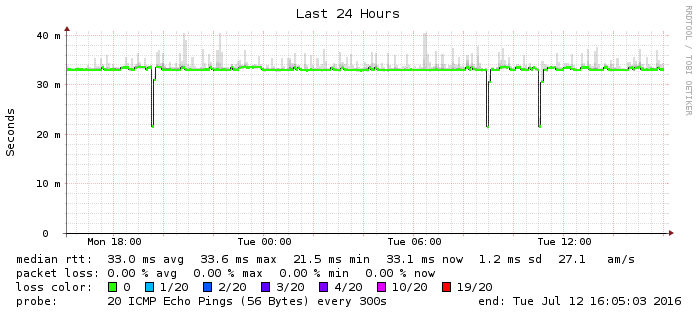 Last 24 Hours
RRDTOOL / TOBI OETIKER
Seconds
40 m
30 m
20 m
10 m
0
Mon 18:00 Tue 00:00 Tue 06:00 Tue 12:00
median rtt: 33.0 ms avg 33.6 ms max 21.5 ms min 33.1 ms now 1.2 ms sd 27.1 am/s
packet loss: 0.00 % avg 0.00 % max 0.00 % min 0.00 % now
loss color: 0 1/20 2/20 3/20 4/20 10/20 19/20
probe: 20 ICMP Echo Pings (56 Bytes) every 300s end: Tue Jul 12 16:05:03 2016